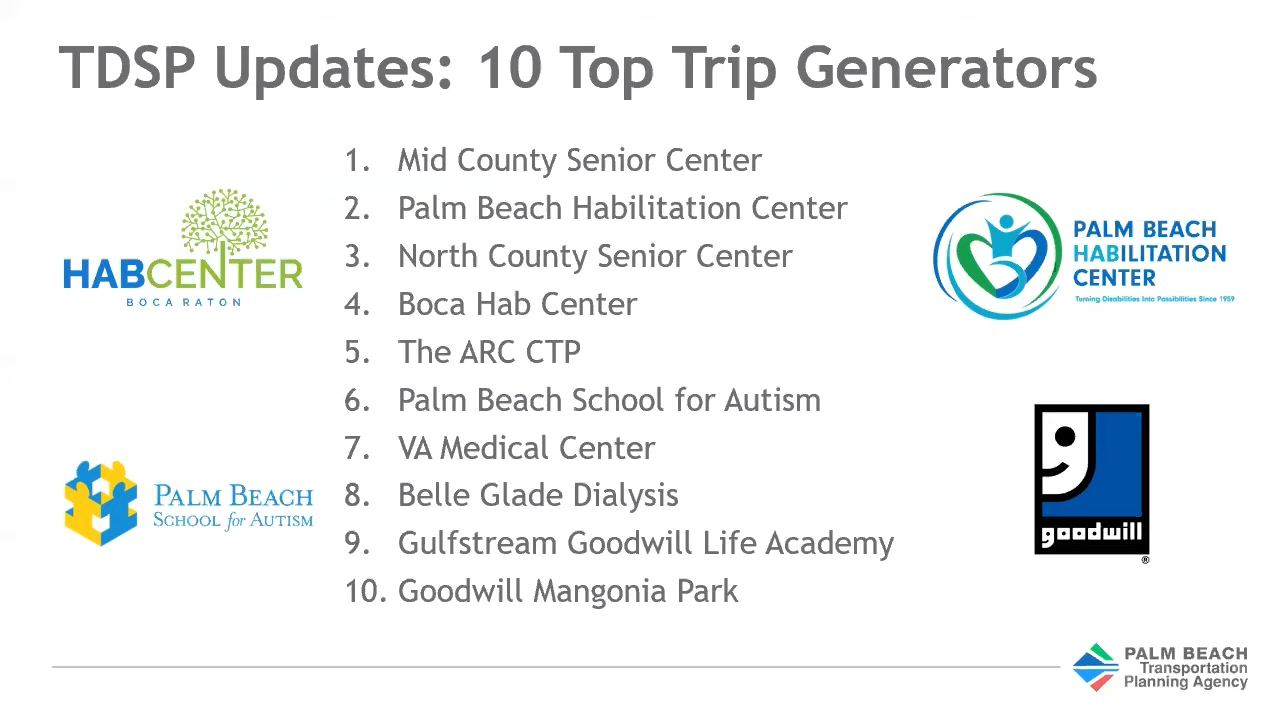 TDSP Updates: 10 Top Trip Generators
1. Mid County Senior Center
2. Palm Beach Habilitation Center
3. North County Senior Center
4. Boca Hab Center
5. The ARC CTP
6. Palm Beach School for Autism
7. VA Medical Center
8. Belle Glade Dialysis
9. Gulfstream Goodwill Life Academy
10. Goodwill Mangonia Park
HABCENTER
BOCA RATON
PALM BEACH
SCHOOL for AUTISM
PALM BEACH
HABILITATION
CENTER
Turning Disabilities Into Possibilities Since 1959
goodwill
®
PALM BEACH
Transportation
Planning Agency